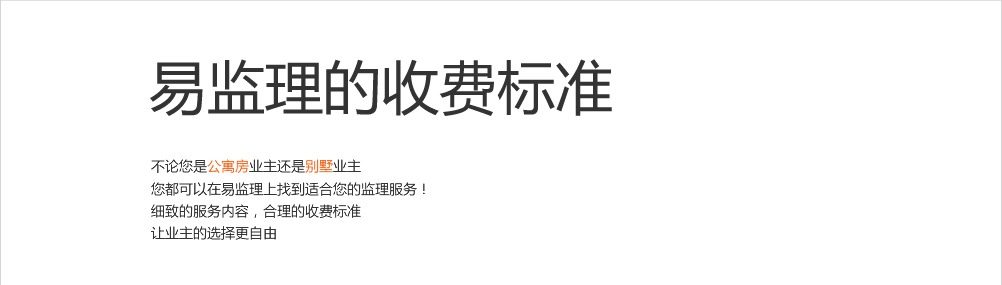 易监理的收费标准
不论您是公寓房业主还是别墅业主
您都可以在易监理上找到适合您的监理服务！
细致的服务内容，合理的收费标准
让业主的选择更自由